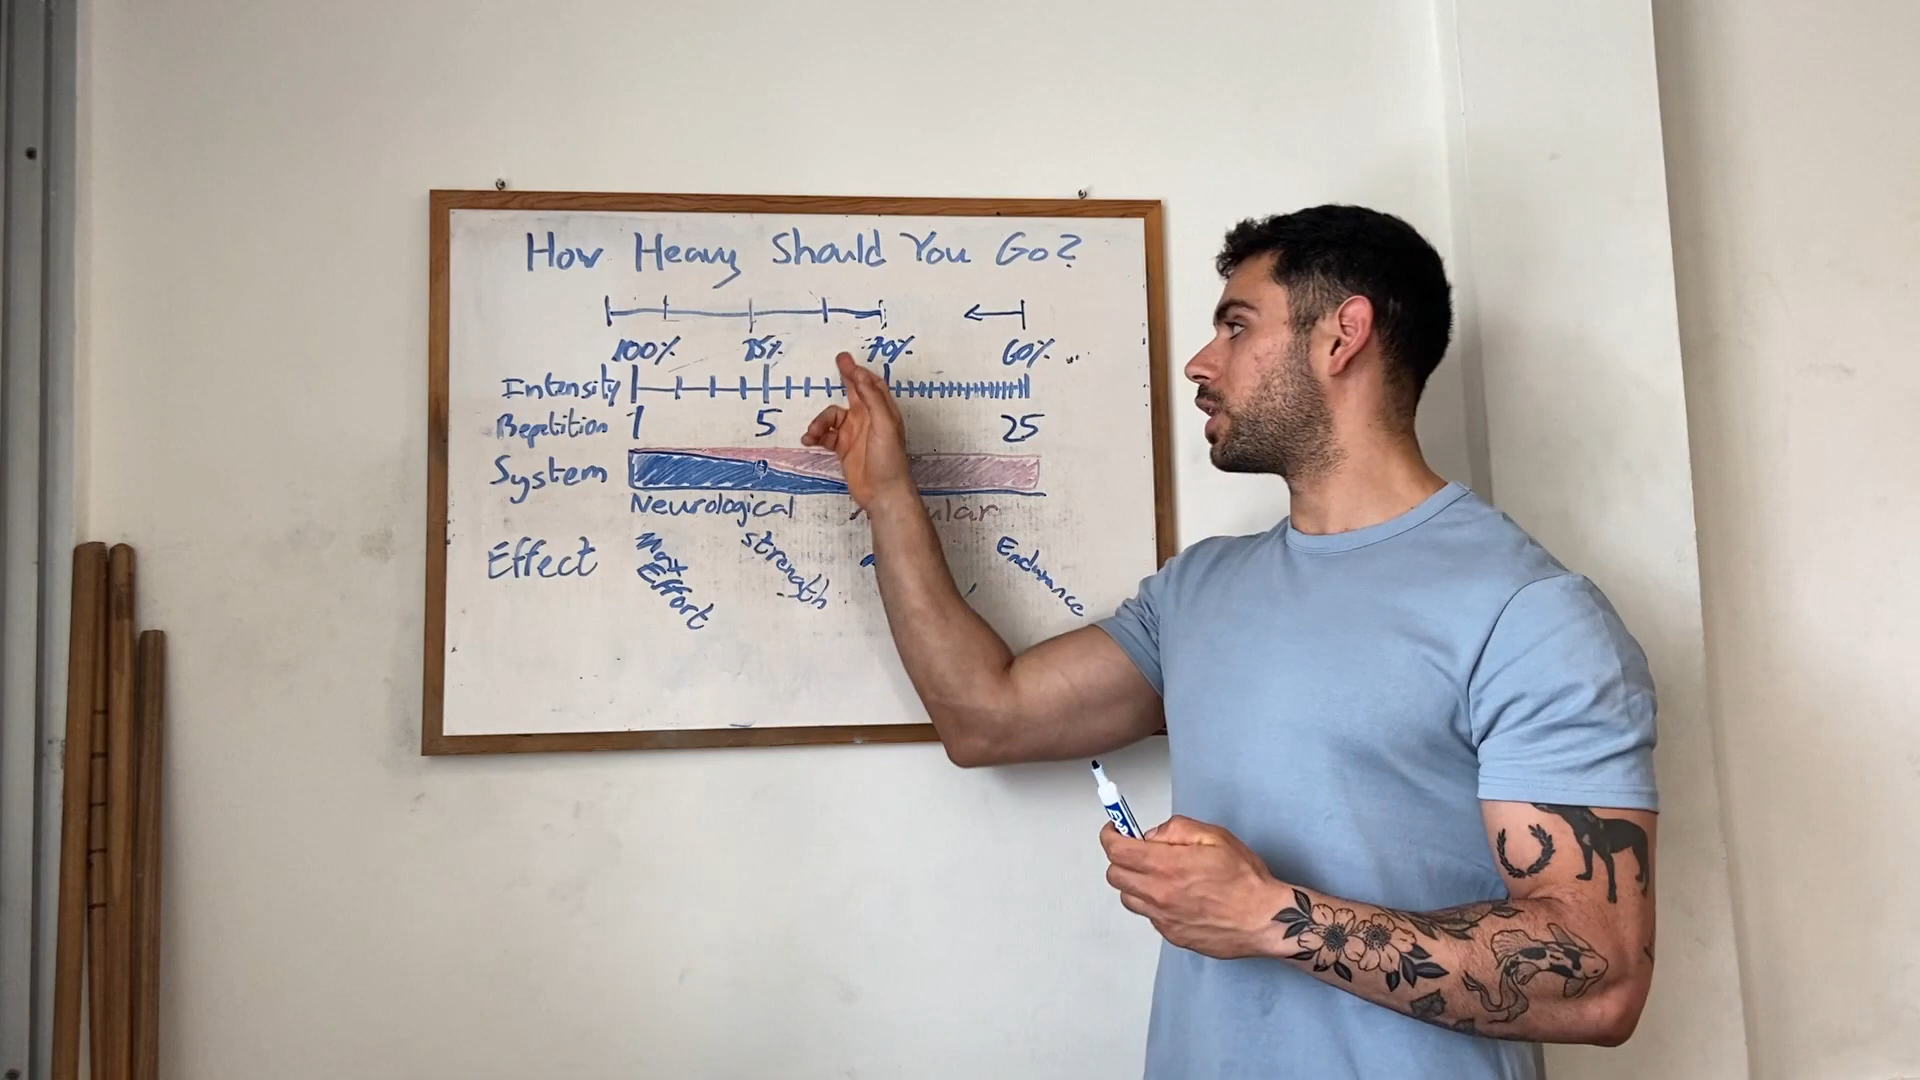 How Heavy Should You Go?
100% 85% 70% 60%
Intensity
Repetition 1 5 25
System
Neurological
Effect Max Effort strength Endurance